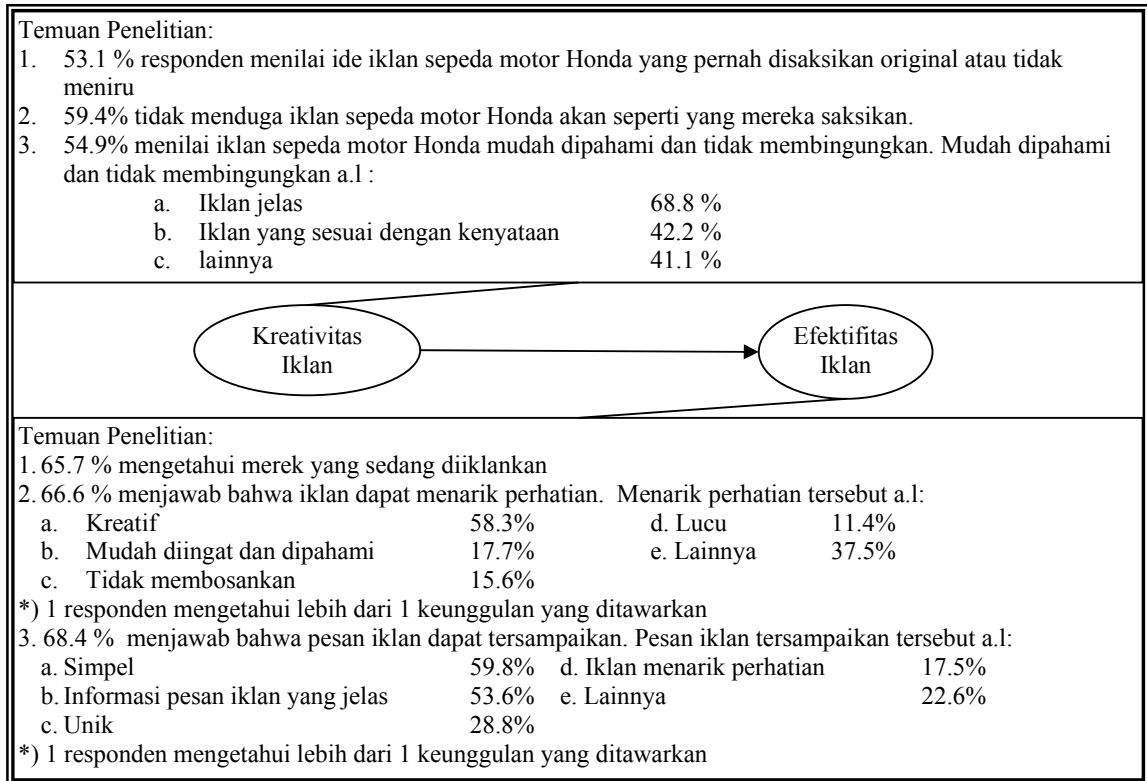 Temuan Penelitian:
1. 53.1 % responden menilai ide iklan sepeda motor Honda yang pernah disaksikan original atau tidak
meniru
2. 59.4% tidak menduga iklan sepeda motor Honda akan seperti yang mereka saksikan.
3. 54.9% menilai iklan sepeda motor Honda mudah dipahami dan tidak membingungkan. Mudah dipahami
dan tidak membingungkan a.l :
a. Iklan jelas 68.8 %
b. Iklan yang sesuai dengan kenyataan 42.2 %
c. lainnya 41.1 %
Kreativitas
Iklan
Efektifitas
Iklan
Temuan Penelitian:
1. 65.7 % mengetahui merek yang sedang diiklankan
2. 66.6 % menjawab bahwa iklan dapat menarik perhatian. Menarik perhatian tersebut a.l:
a. Kreatif 58.3% d. Lucu 11.4%
b. Mudah diingat dan dipahami 17.7% e. Lainnya 37.5%
c. Tidak membosankan 15.6%
*) 1 responden mengetahui lebih dari 1 keunggulan yang ditawarkan
3. 68.4 % menjawab bahwa pesan iklan dapat tersampaikan. Pesan iklan tersampaikan tersebut a.l:
a. Simpel 59.8% d. Iklan menarik perhatian 17.5%
b. Informasi pesan iklan yang jelas 53.6% e. Lainnya 22.6%
c. Unik 28.8%
*) 1 responden mengetahui lebih dari 1 keunggulan yang ditawarkan